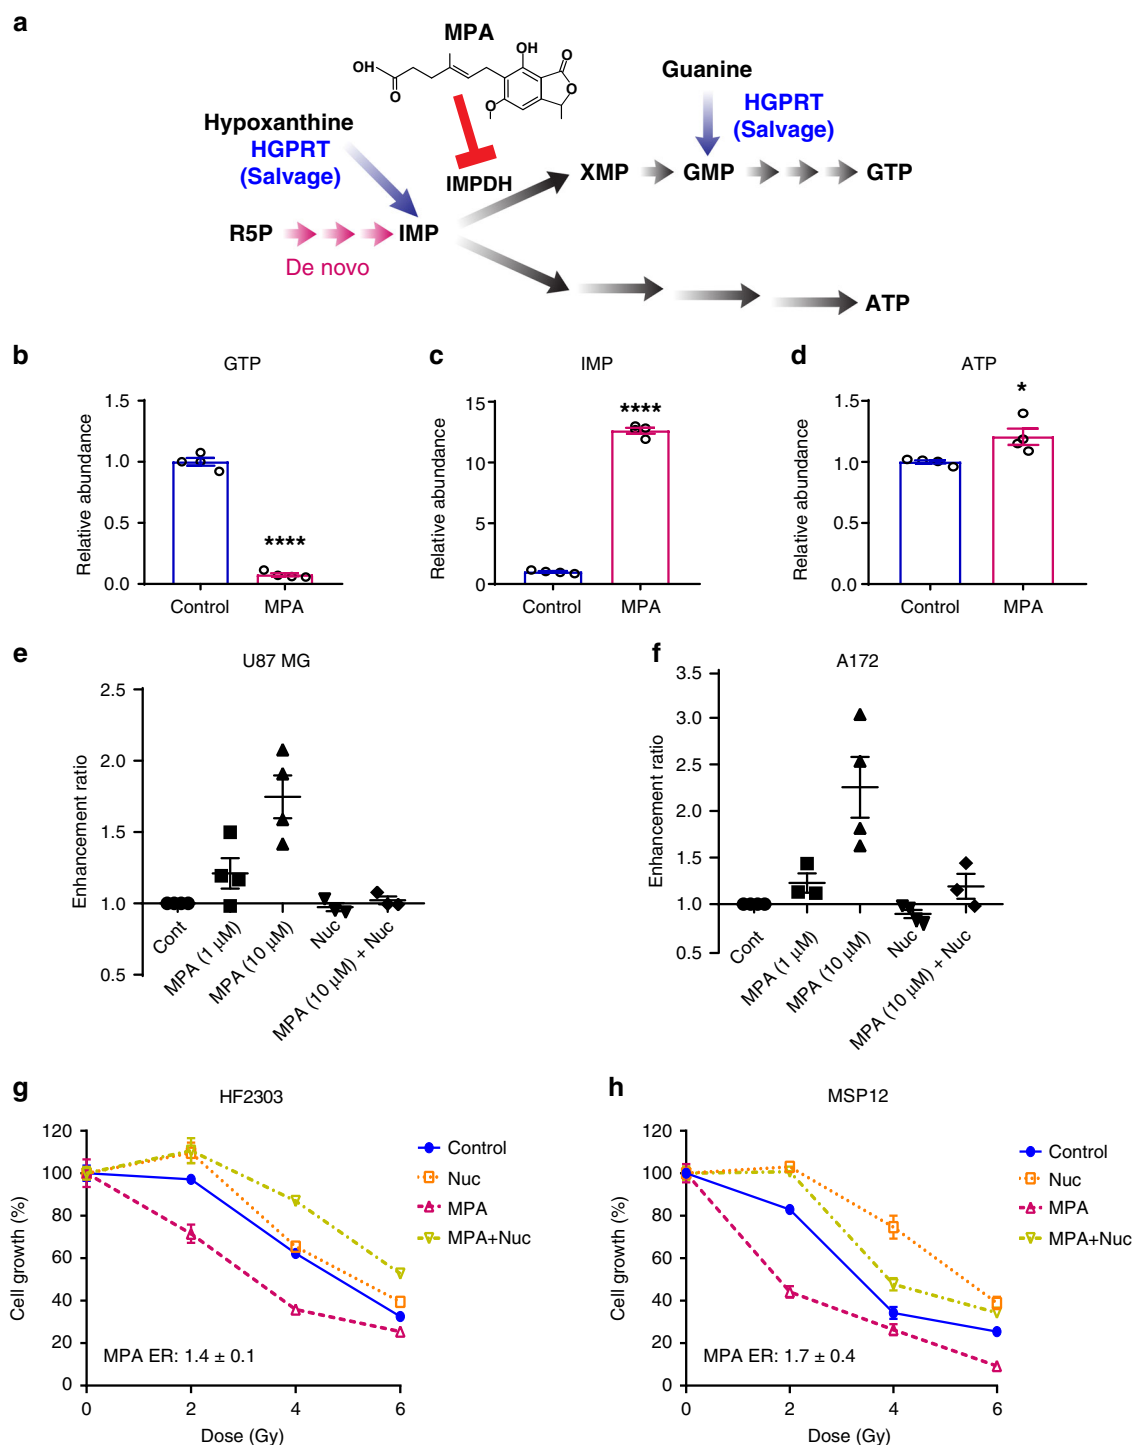 a
MPA
OH
O
OH
O
O
O
Guanine
HGPRT
(Salvage)
Hypoxanthine
HGPRT
(Salvage)
IMPDH
XMP
GMP
GTP
R5P
IMP
De novo
ATP
b
GTP
Relative abundance
1.5
1.0
0.5
0.0
****
Control
MPA
c
IMP
Relative abundance
15
10
5
0
****
Control
MPA
d
ATP
Relative abundance
1.5
1.0
0.5
0.0
*
Control
MPA
e
U87 MG
Enhancement ratio
2.5
2.0
1.5
1.0
0.5
Cont
MPA (1 μM)
MPA (10 μM)
Nuc
MPA (10 μM) + Nuc
f
A172
Enhancement ratio
3.5
3.0
2.5
2.0
1.5
1.0
0.5
Cont
MPA (1 μM)
MPA (10 μM)
Nuc
MPA (10 μM) + Nuc
g
HF2303
Cell growth (%)
120
100
80
60
40
20
0
MPA ER: 1.4 ± 0.1
0
2
4
6
Dose (Gy)
Control
Nuc
MPA
MPA+Nuc
h
MSP12
Cell growth (%)
120
100
80
60
40
20
0
MPA ER: 1.7 ± 0.4
0
2
4
6
Dose (Gy)
Control
Nuc
MPA
MPA+Nuc